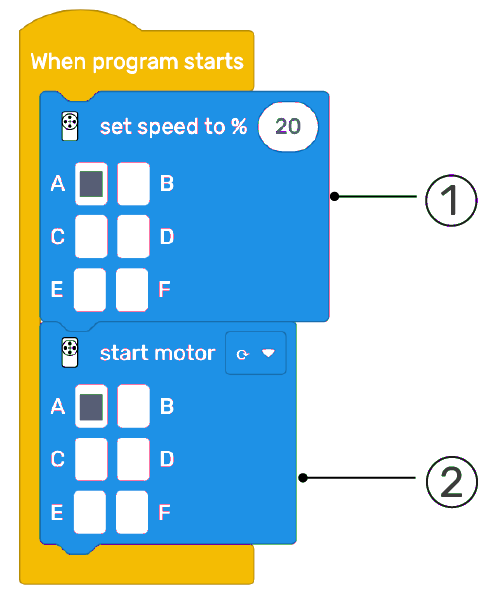 When program starts
set speed to % 20
A B
C D
E F
1
start motor
A B
C D
E F
2